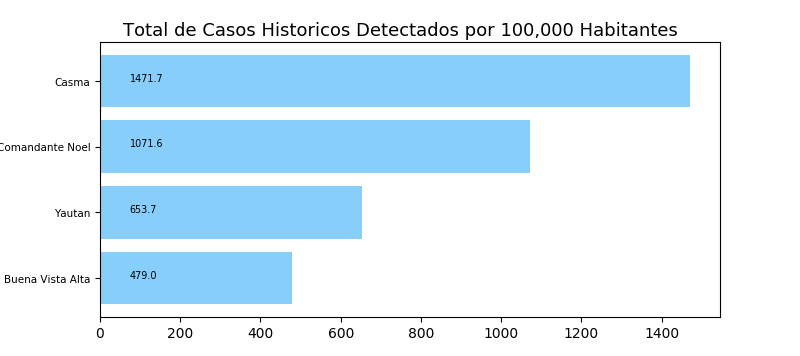 Total de Casos Historicos Detectados por 100,000 Habitantes
Casma
1471.7
Comandante Noel
1071.6
Yautan
653.7
Buena Vista Alta
479.0
0 200 400 600 800 1000 1200 1400